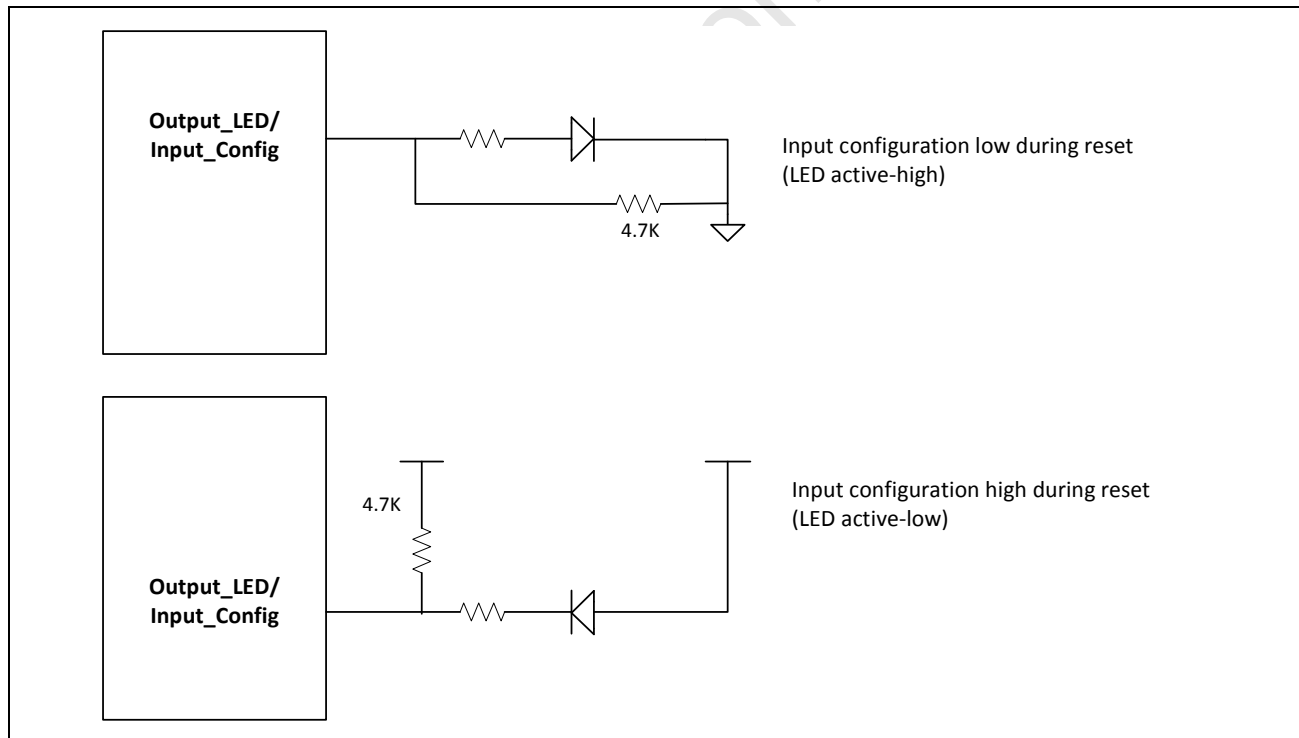 Output_LED/
Input_Config
Input configuration low during reset
(LED active-high)
4.7K
4.7K
Input configuration high during reset
(LED active-low)
Output_LED/
Input_Config